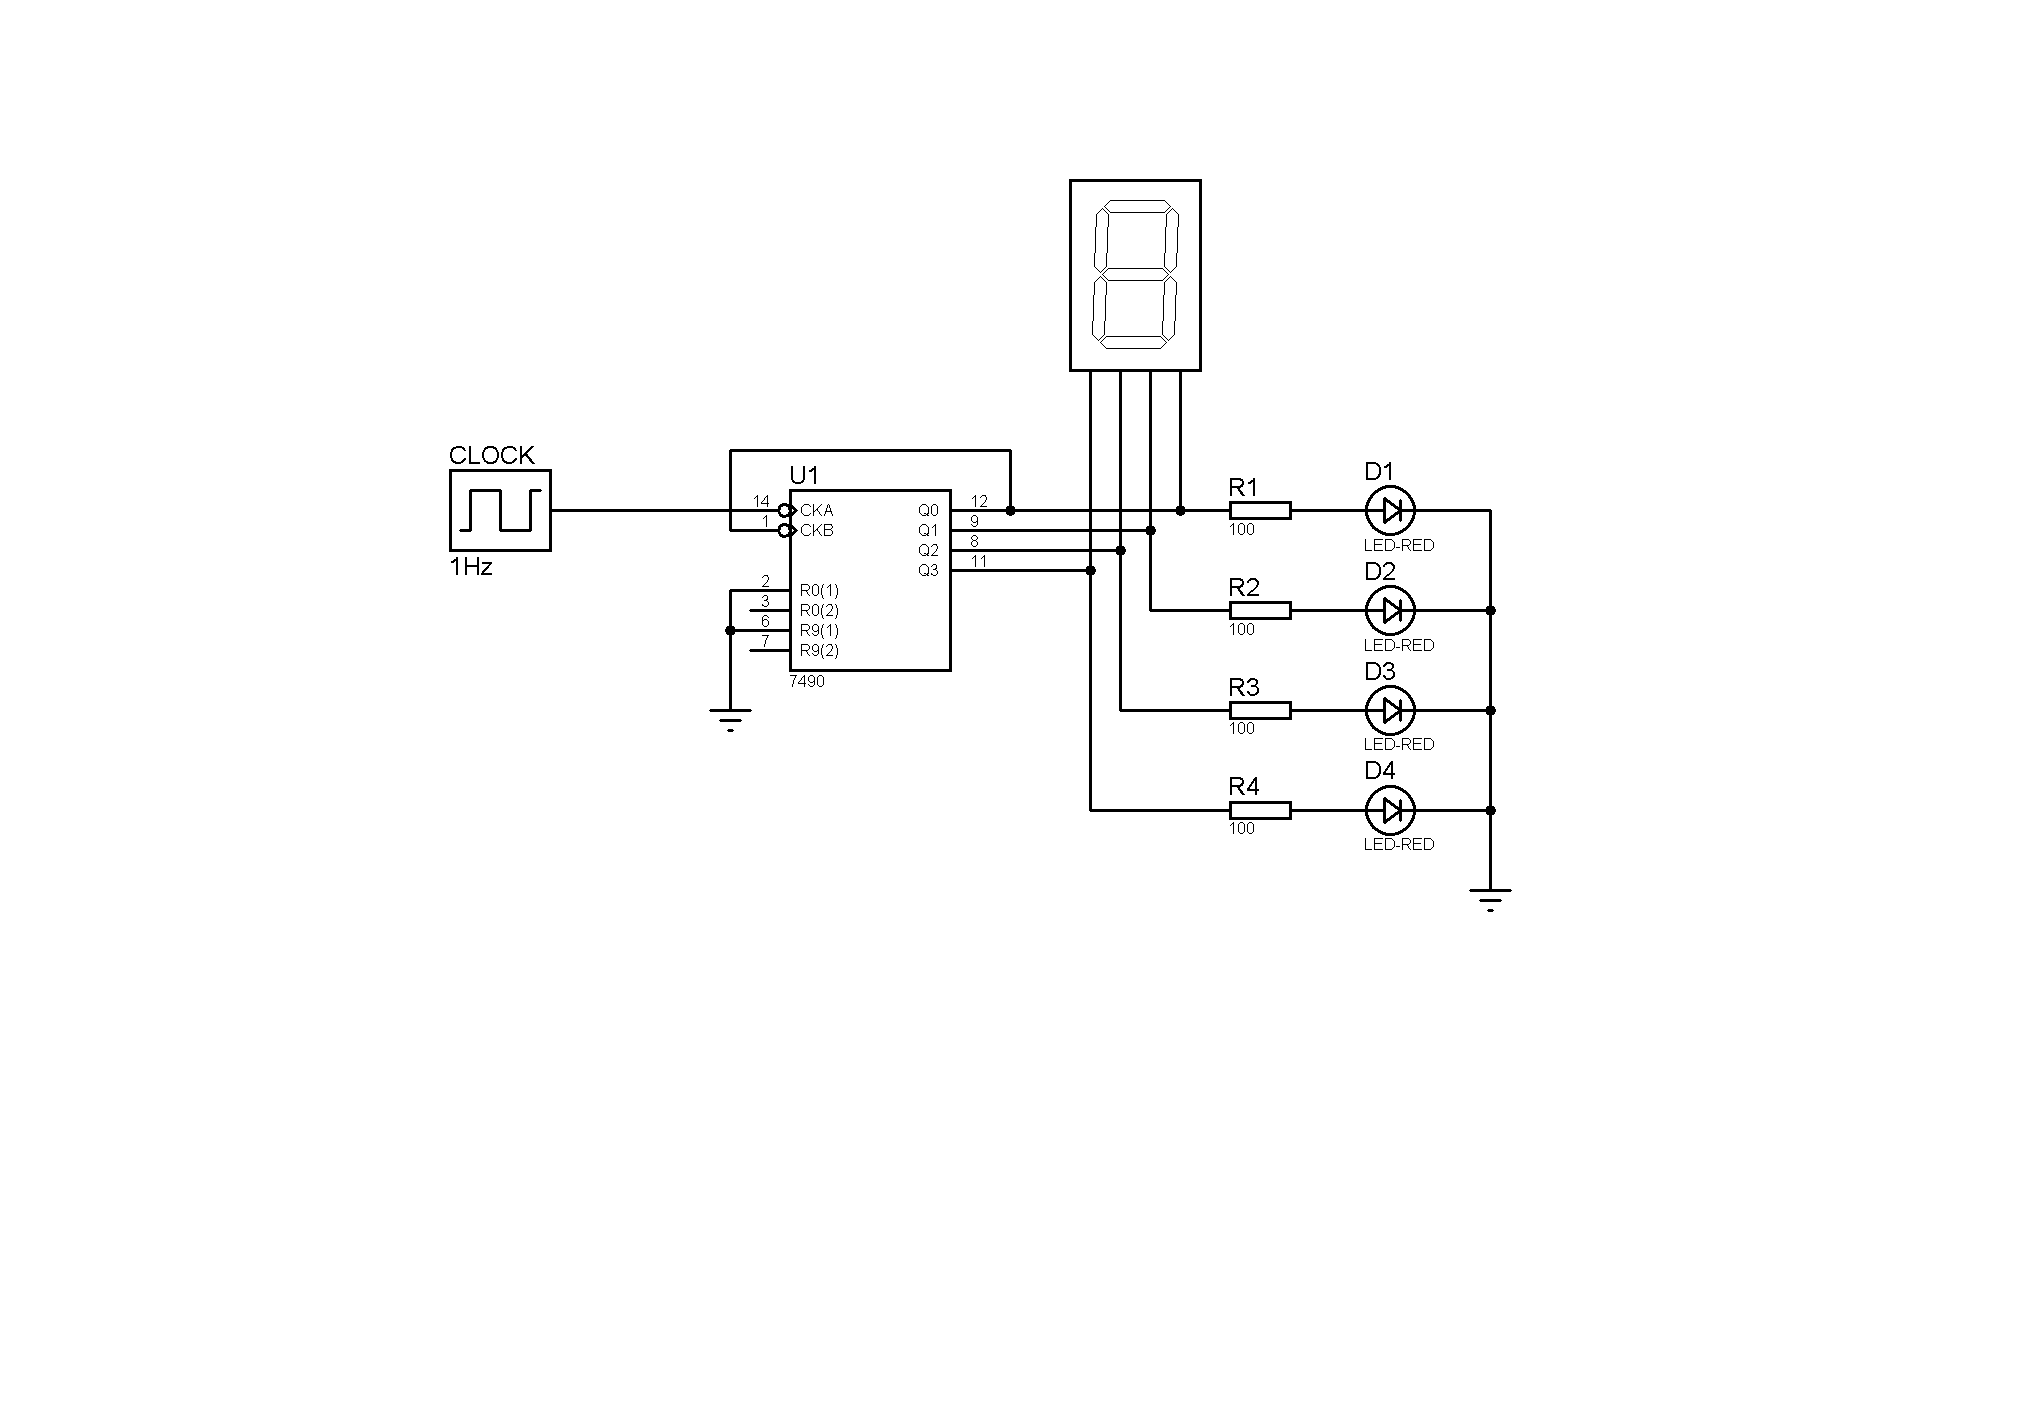 CLOCK
1Hz
U1
14 CKA
1 CKB
2 R0(1)
3 R0(2)
6 R9(1)
7 R9(2)
Q0 12
Q1 9
Q2 8
Q3 11
7490
R1
100
D1
LED-RED
R2
100
D2
LED-RED
R3
100
D3
LED-RED
R4
100
D4
LED-RED